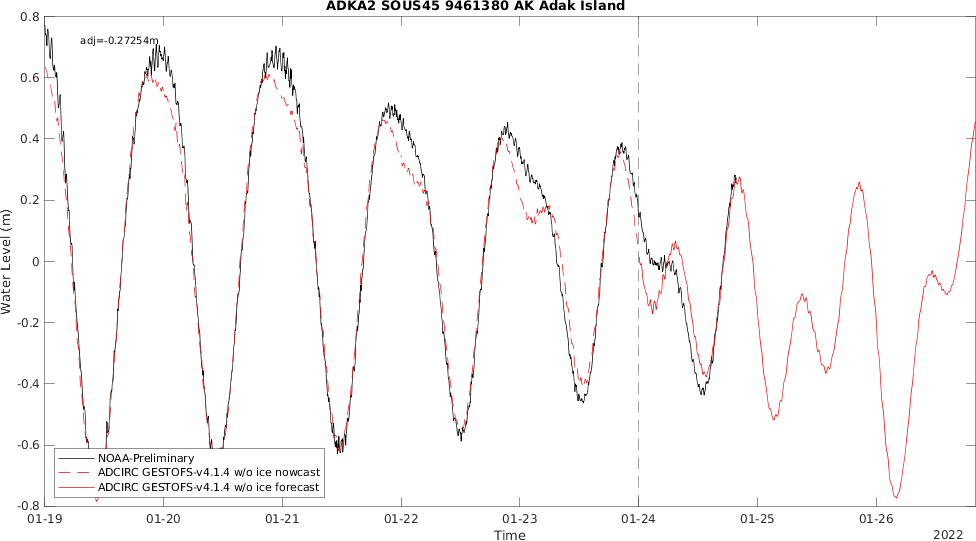 ADKA2 SOUS45 9461380 AK Adak Island
adj=-0.27254m
0.8
0.6
0.4
0.2
0
-0.2
-0.4
-0.6
-0.8
Water Level (m)
NOAA-Preliminary
ADCIRC GESTOFS-v4.1.4 w/o ice nowcast
ADCIRC GESTOFS-v4.1.4 w/o ice forecast
01-19 01-20 01-21 01-22 01-23 01-24 01-25 01-26
Time
2022